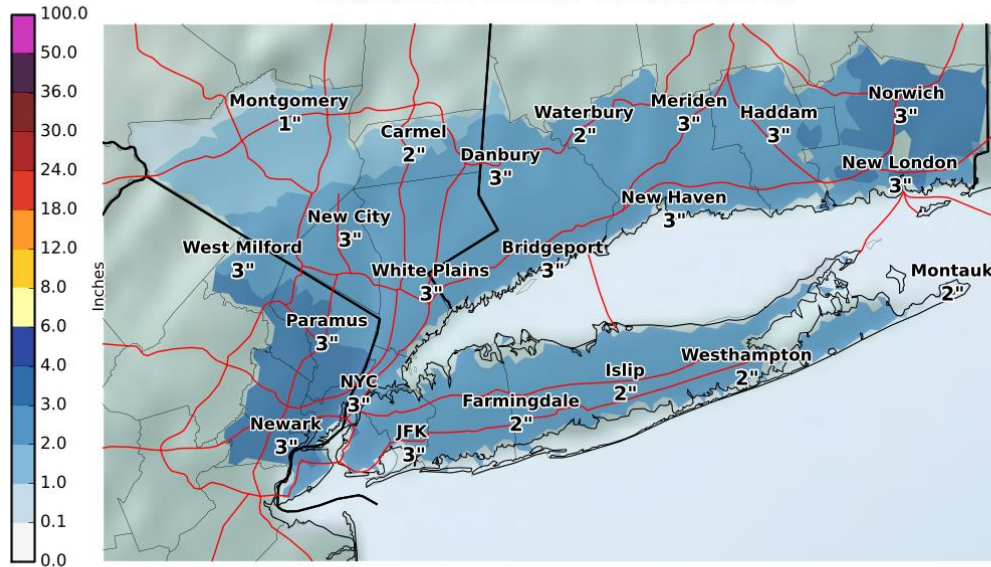 100.0
50.0
36.0
30.0
24.0
18.0
12.0
8.0
6.0
4.0
3.0
2.0
1.0
0.1
0.0
Inches
Montgomery
1"
Carmel
2"
Danbury
3"
Waterbury
2"
Meriden
3"
Haddam
3"
Norwich
3"
New London
3"
New Haven
3"
New City
3"
West Milford
3"
White Plains
3"
Bridgeport
3"
Montauk
2"
Paramus
3"
NYC
3"
Islip
2"
Westhampton
2"
Farmingdale
2"
Newark
3"
JFK
3"